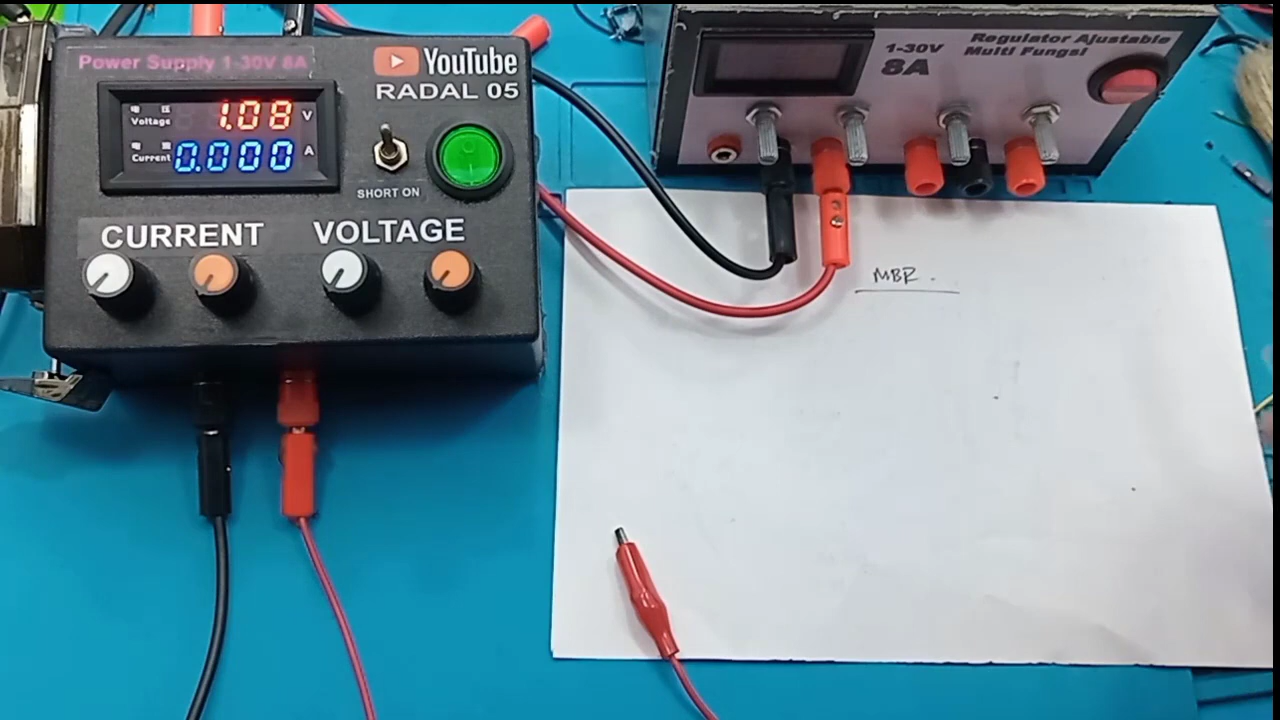 Power Supply 1-30V 8A
YouTube
RADAL 05
Voltage 1.08 V
Current 0.000 A
SHORT ON
CURRENT VOLTAGE
1-30V
8A
Regulator Ajustable
Multi Fungsi
MBR.